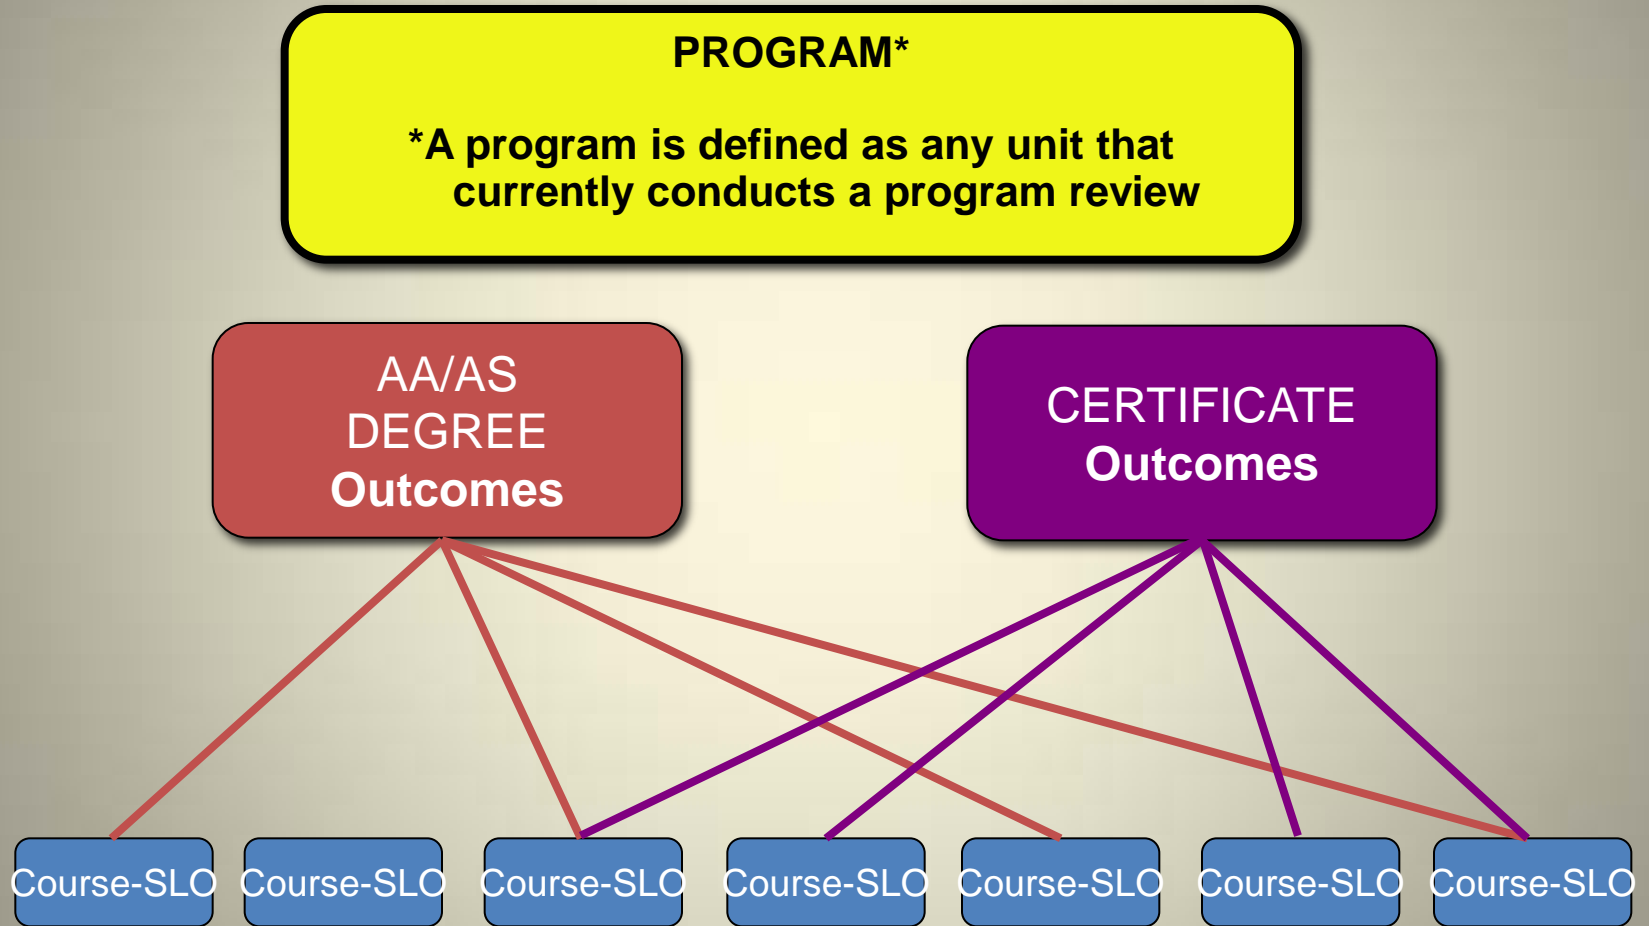 PROGRAM*
*A program is defined as any unit that
currently conducts a program review
AA/AS
DEGREE
Outcomes
CERTIFICATE
Outcomes
Course-SLO
Course-SLO
Course-SLO
Course-SLO
Course-SLO
Course-SLO
Course-SLO